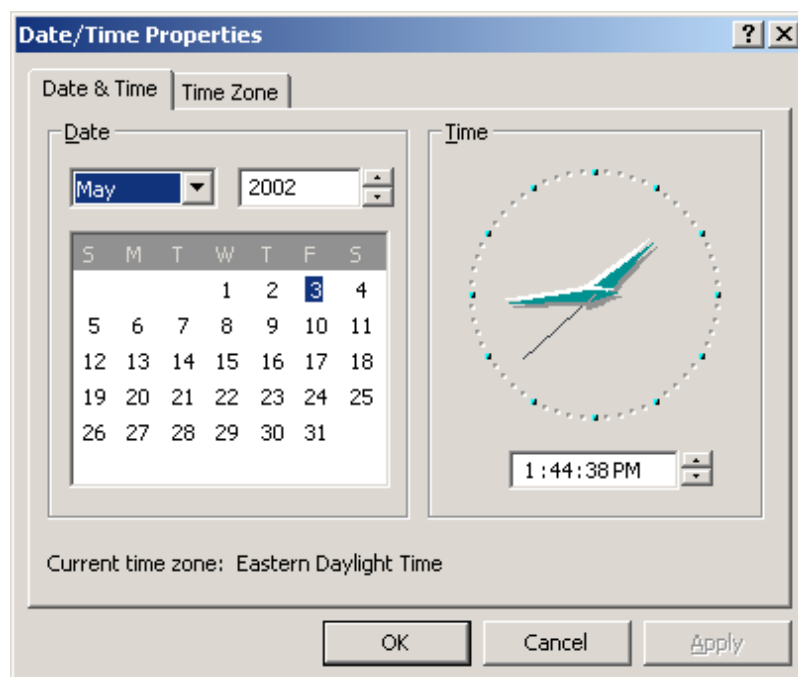 Date/Time Properties
Date & Time Time Zone
Date
May 2002
S M T W T F S
1 2 3 4
5 6 7 8 9 10 11
12 13 14 15 16 17 18
19 20 21 22 23 24 25
26 27 28 29 30 31
Time
1:44:38 PM
Current time zone: Eastern Daylight Time
OK Cancel Apply